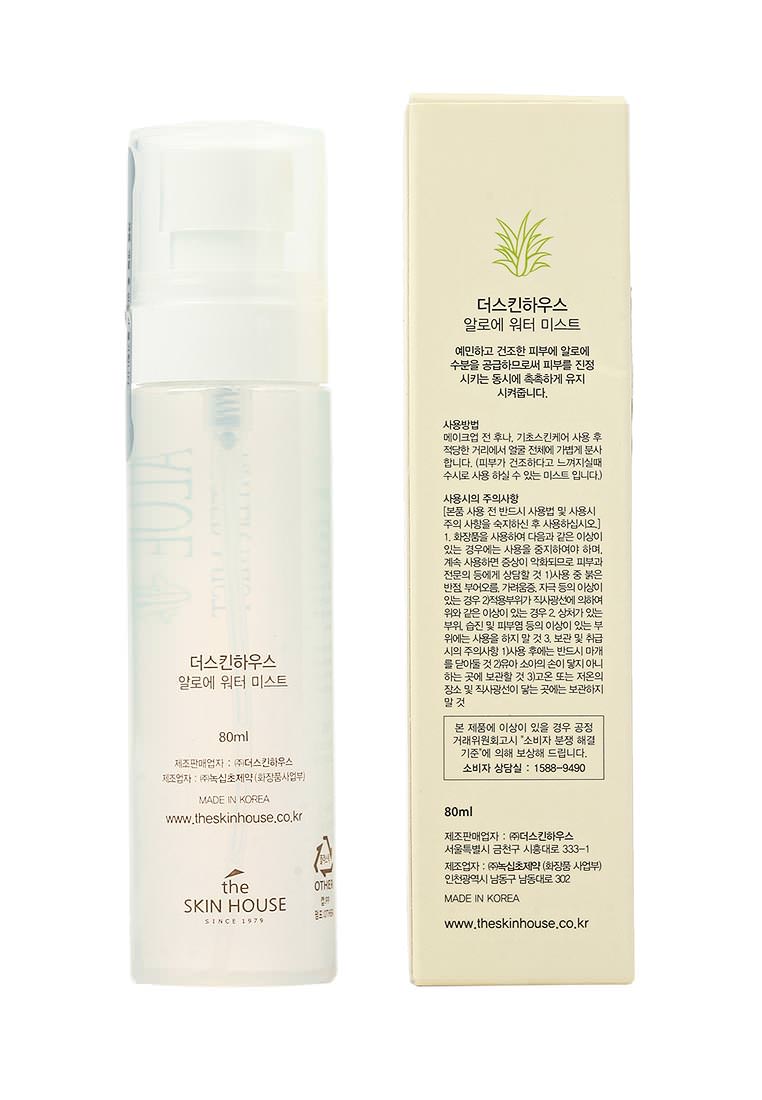 ALOE
더스킨하우스
알로에 워터 미스트
80ml
제조판매업자 : ㈜더스킨하우스
제조업자 : ㈜녹십초제약(화장품사업부)
MADE IN KOREA
www.theskinhouse.co.kr
the
SKIN HOUSE
SINCE 1979
OTHER
더스킨하우스
알로에 워터 미스트
예민하고 건조한 피부에 알로에
수분을 공급하므로써 피부를 진정
시키는 동시에 촉촉하게 유지
시켜줍니다.
사용방법
메이크업 전 후나, 기초스킨케어 사용 후
적당한 거리에서 얼굴 전체에 가볍게 분사
합니다. (피부가 건조하다고 느껴지실때
수시로 사용 하실 수 있는 미스트 입니다.)
사용시의 주의사항
[본품 사용 전 반드시 사용법 및 사용시
주의 사항을 숙지하신 후 사용하십시오.]
1. 화장품을 사용하여 다음과 같은 이상이
있는 경우에는 사용을 중지하여야 하며,
계속 사용하면 증상이 악화되므로 피부과
전문의 등에게 상담할 것 1)사용 중 붉은
반점, 부어오름, 가려움증, 자극 등의 이상이
있는 경우 2)적용부위가 직사광선에 의하여
위와 같은 이상이 있는 경우 2. 상처가 있는
부위, 습진 및 피부염 등의 이상이 있는 부
위에는 사용을 하지 말 것 3. 보관 및 취급
시의 주의사항 1)사용 후에는 반드시 마개
를 닫아둘 것 2)유아 소아의 손이 닿지 아니
하는 곳에 보관할 것 3)고온 또는 저온의
장소 및 직사광선이 닿는 곳에는 보관하지
말 것
본 제품에 이상이 있을 경우 공정
거래위원회고시 "소비자 분쟁 해결
기준"에 의해 보상해 드립니다.
소비자 상담실 : 1588-9490
80ml
제조판매업자 : ㈜더스킨하우스
서울특별시 금천구 시흥대로 333-1
제조업자 : ㈜녹십초제약 (화장품 사업부)
인천광역시 남동구 남동대로 302
MADE IN KOREA
www.theskinhouse.co.kr